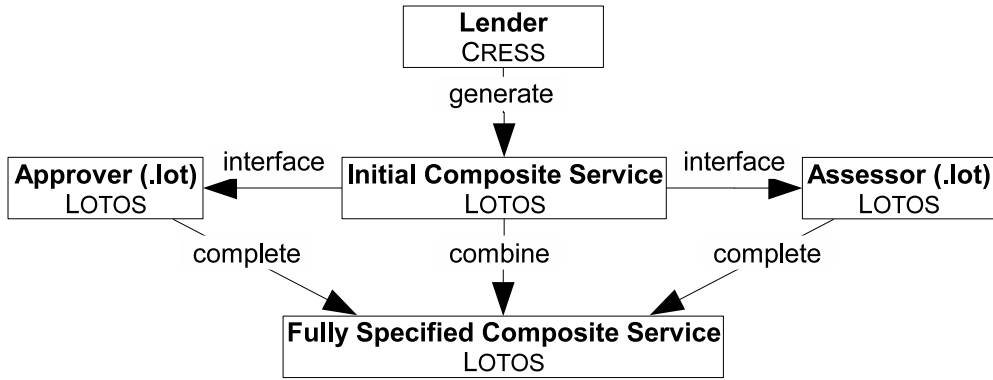 Lender
CRESS
generate
interface
interface
Approver (.lot)
LOTOS
Initial Composite Service
LOTOS
Assessor (.lot)
LOTOS
complete
combine
complete
Fully Specified Composite Service
LOTOS